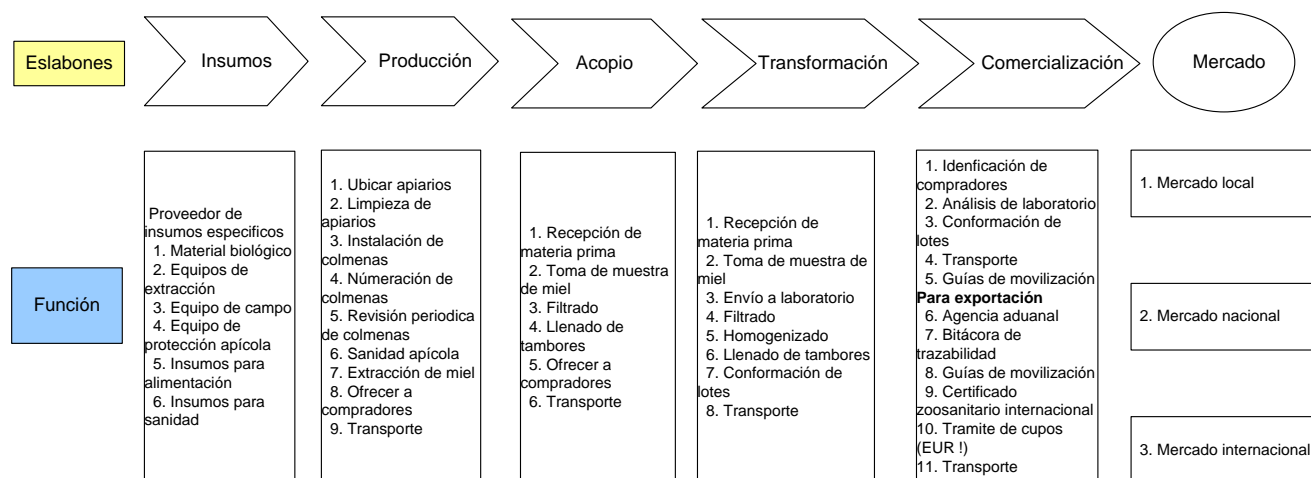 Eslabones
Insumos
Producción
Acopio
Transformación
Comercialización
Mercado
Función
Proveedor de
insumos especificos
1. Material biológico
2. Equipos de
extracción
3. Equipo de campo
4. Equipo de
protección apícola
5. Insumos para
alimentación
6. Insumos para
sanidad
1. Ubicar apiarios
2. Limpieza de
apiarios
3. Instalación de
colmenas
4. Númeración de
colmenas
5. Revisión periodica
de colmenas
6. Sanidad apícola
7. Extracción de miel
8. Ofrecer a
compradores
9. Transporte
1. Recepción de
materia prima
2. Toma de muestra
de miel
3. Filtrado
4. Llenado de
tambores
5. Ofrecer a
compradores
6. Transporte
1. Recepción de
materia prima
2. Toma de muestra de
miel
3. Envío a laboratorio
4. Filtrado
5. Homogenizado
6. Llenado de tambores
7. Conformación de
lotes
8. Transporte
1. Idenficación de
compradores
2. Análisis de laboratorio
3. Conformación de
lotes
4. Transporte
5. Guías de movilización
Para exportación
6. Agencia aduanal
7. Bitácora de
trazabilidad
8. Guías de movilización
9. Certificado
zoosanitario internacional
10. Tramite de cupos
(EUR !)
11. Transporte
1. Mercado local
2. Mercado nacional
3. Mercado internacional